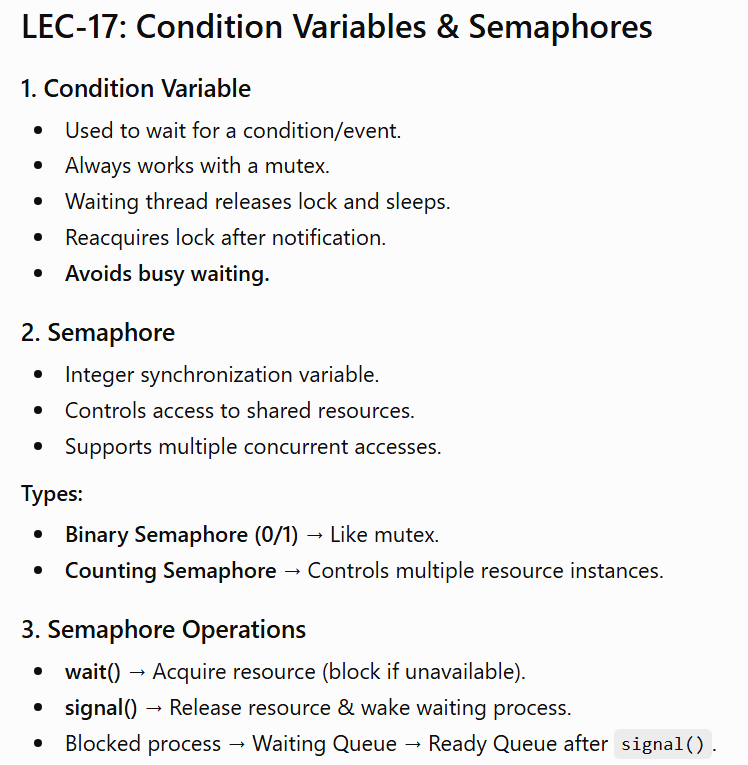 LEC-17: Condition Variables & Semaphores
1. Condition Variable
• Used to wait for a condition/event.
• Always works with a mutex.
• Waiting thread releases lock and sleeps.
• Reacquires lock after notification.
• Avoids busy waiting.
2. Semaphore
• Integer synchronization variable.
• Controls access to shared resources.
• Supports multiple concurrent accesses.
Types:
• Binary Semaphore (0/1) → Like mutex.
• Counting Semaphore → Controls multiple resource instances.
3. Semaphore Operations
• wait() → Acquire resource (block if unavailable).
• signal() → Release resource & wake waiting process.
• Blocked process → Waiting Queue → Ready Queue after signal().